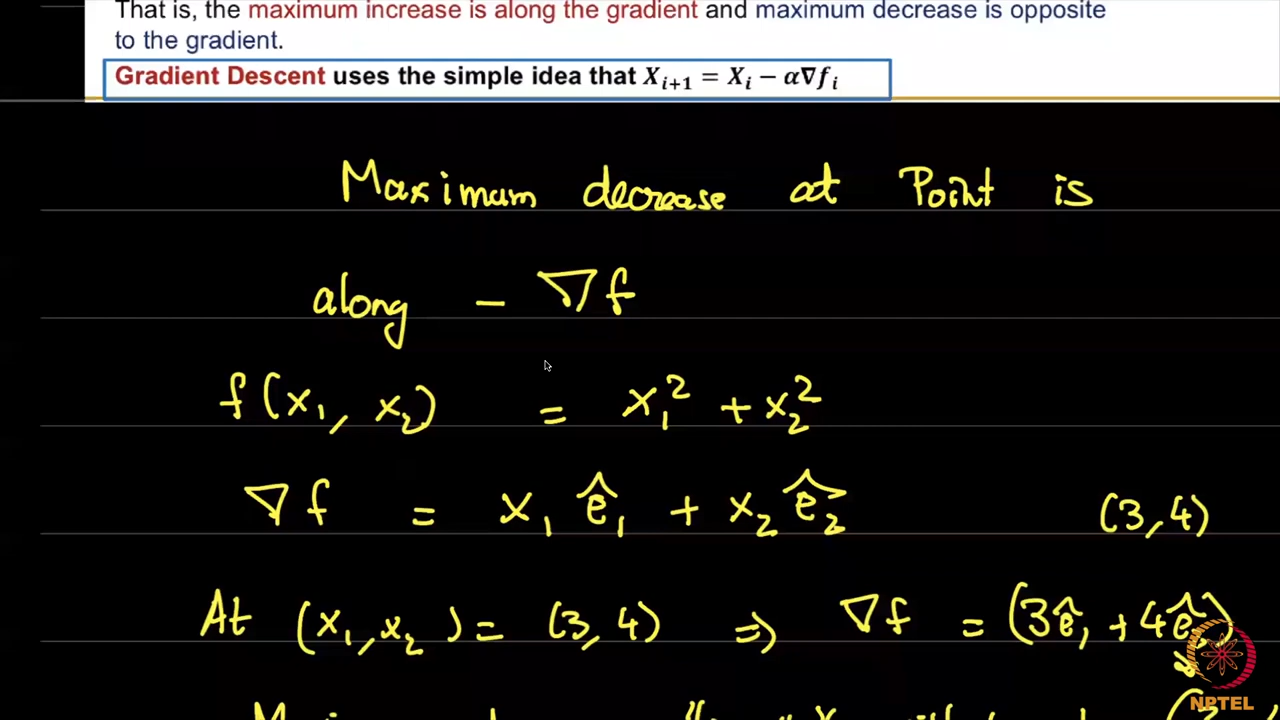 That is, the maximum increase is along the gradient and maximum decrease is opposite
to the gradient.
Gradient Descent uses the simple idea that X_{i+1} = X_i − α∇f_i
Maximum decrease at Point is
along − ∇f
f(x₁, x₂) = x₁² + x₂²
∇f = x₁ ê₁ + x₂ ê₂ (3,4)
At (x₁,x₂) = (3,4) ⇒ ∇f = (3ê₁ + 4ê₂)
NPTEL